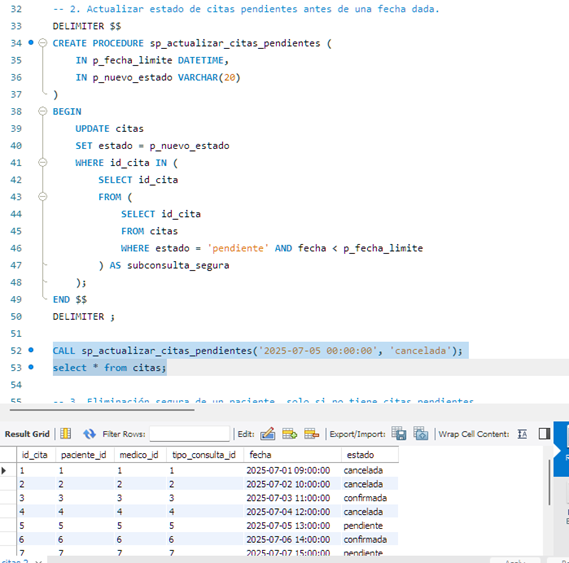 32 -- 2. Actualizar estado de citas pendientes antes de una fecha dada.
33 DELIMITER $$
34 CREATE PROCEDURE sp_actualizar_citas_pendientes (
35 IN p_fecha_limite DATETIME,
36 IN p_nuevo_estado VARCHAR(20)
37 )
38 BEGIN
39 UPDATE citas
40 SET estado = p_nuevo_estado
41 WHERE id_cita IN (
42 SELECT id_cita
43 FROM (
44 SELECT id_cita
45 FROM citas
46 WHERE estado = 'pendiente' AND fecha < p_fecha_limite
47 ) AS subconsulta_segura
48 );
49 END $$
50 DELIMITER ;
51
52 CALL sp_actualizar_citas_pendientes('2025-07-05 00:00:00', 'cancelada');
53 select * from citas;
54
55 -- 3. Eliminación segura de un paciente, solo si no tiene citas pendientes
Result Grid Filter Rows: Edit: Export/Import: Wrap Cell Content:
id_cita paciente_id medico_id tipo_consulta_id fecha estado
1 1 1 1 2025-07-01 09:00:00 cancelada
2 2 2 2 2025-07-02 10:00:00 cancelada
3 3 3 3 2025-07-03 11:00:00 confirmada
4 4 4 4 2025-07-04 12:00:00 cancelada
5 5 5 5 2025-07-05 13:00:00 pendiente
6 6 6 6 2025-07-06 14:00:00 confirmada
7 7 7 7 2025-07-07 15:00:00 pendiente
citas 2